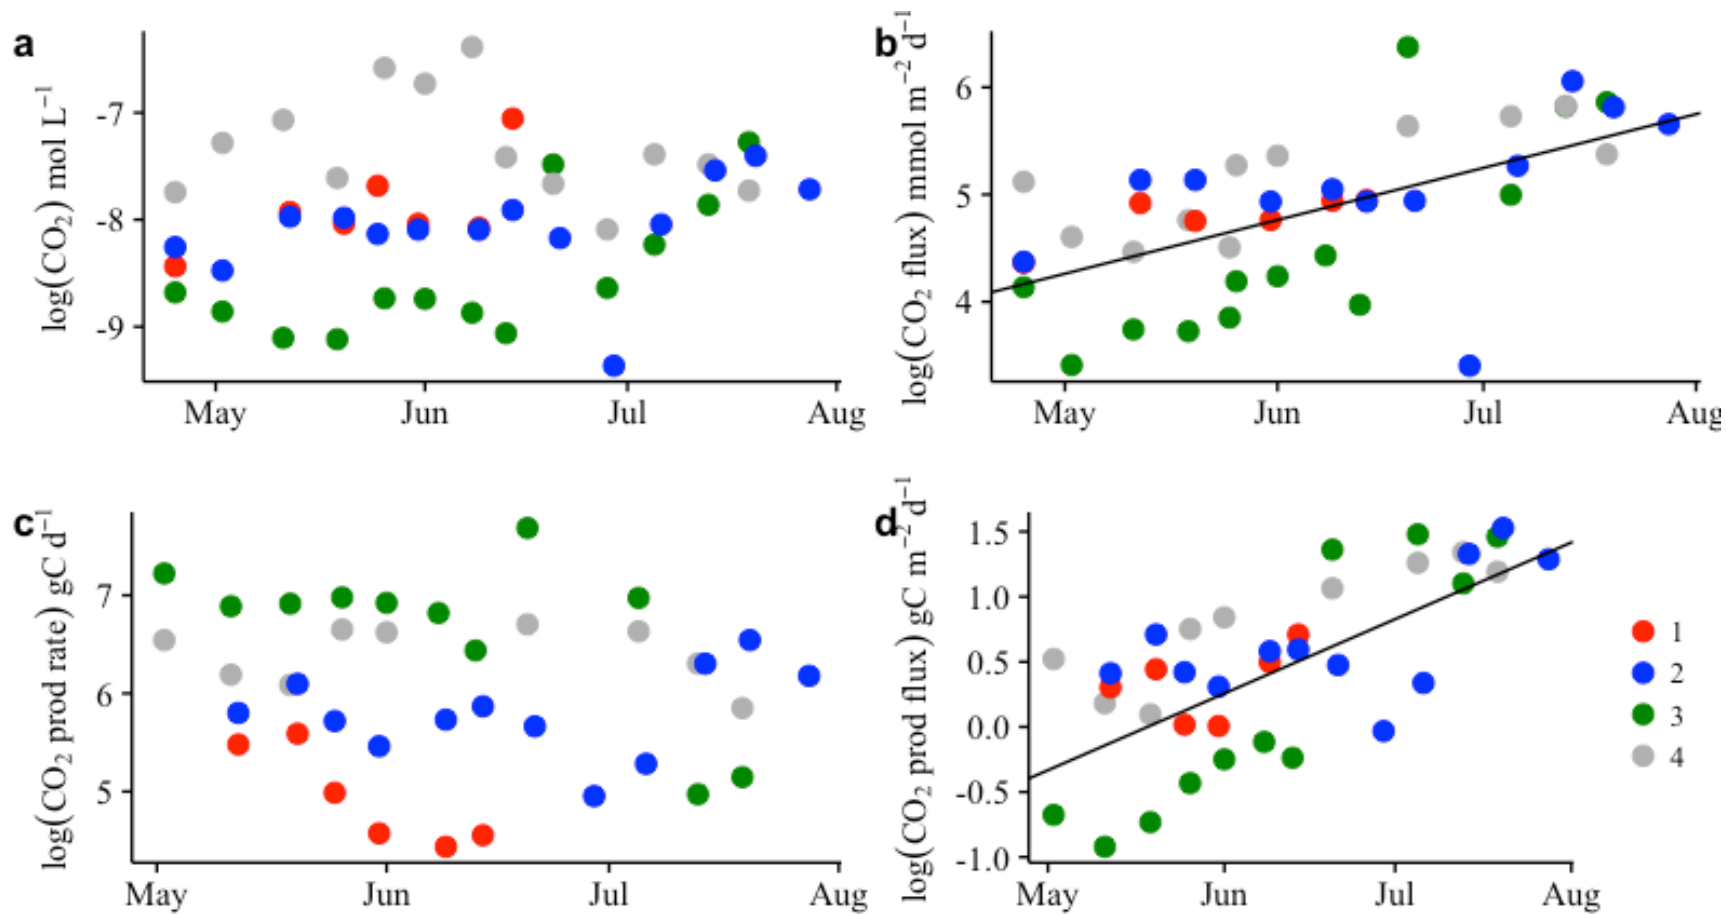 a
log(CO₂) mol L⁻¹
-7
-8
-9
May Jun Jul Aug
b
log(CO₂ flux) mmol m⁻² d⁻¹
6
5
4
May Jun Jul Aug
c
log(CO₂ prod rate) gC d⁻¹
7
6
5
May Jun Jul Aug
d
log(CO₂ prod flux) gC m⁻² d⁻¹
1.5
1.0
0.5
0.0
-0.5
-1.0
May Jun Jul Aug
1
2
3
4